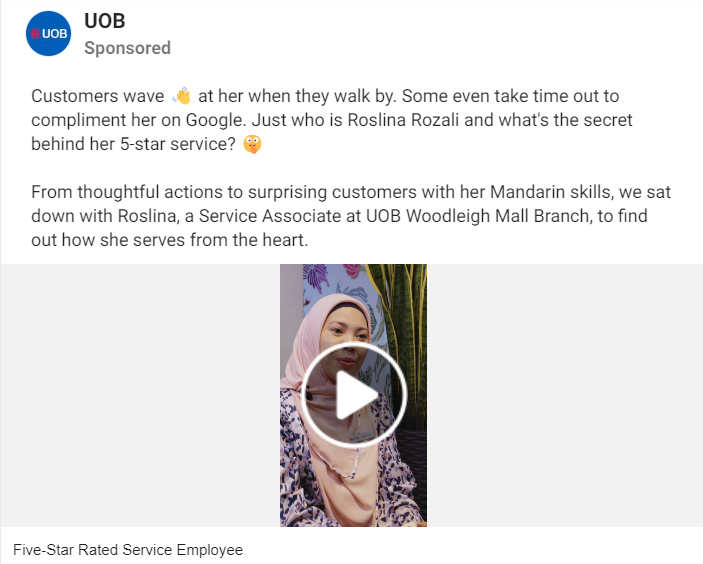 UOB
UOB
Sponsored
Customers wave 👋 at her when they walk by. Some even take time out to
compliment her on Google. Just who is Roslina Rozali and what's the secret
behind her 5-star service? 🤫
From thoughtful actions to surprising customers with her Mandarin skills, we sat
down with Roslina, a Service Associate at UOB Woodleigh Mall Branch, to find
out how she serves from the heart.
Five-Star Rated Service Employee